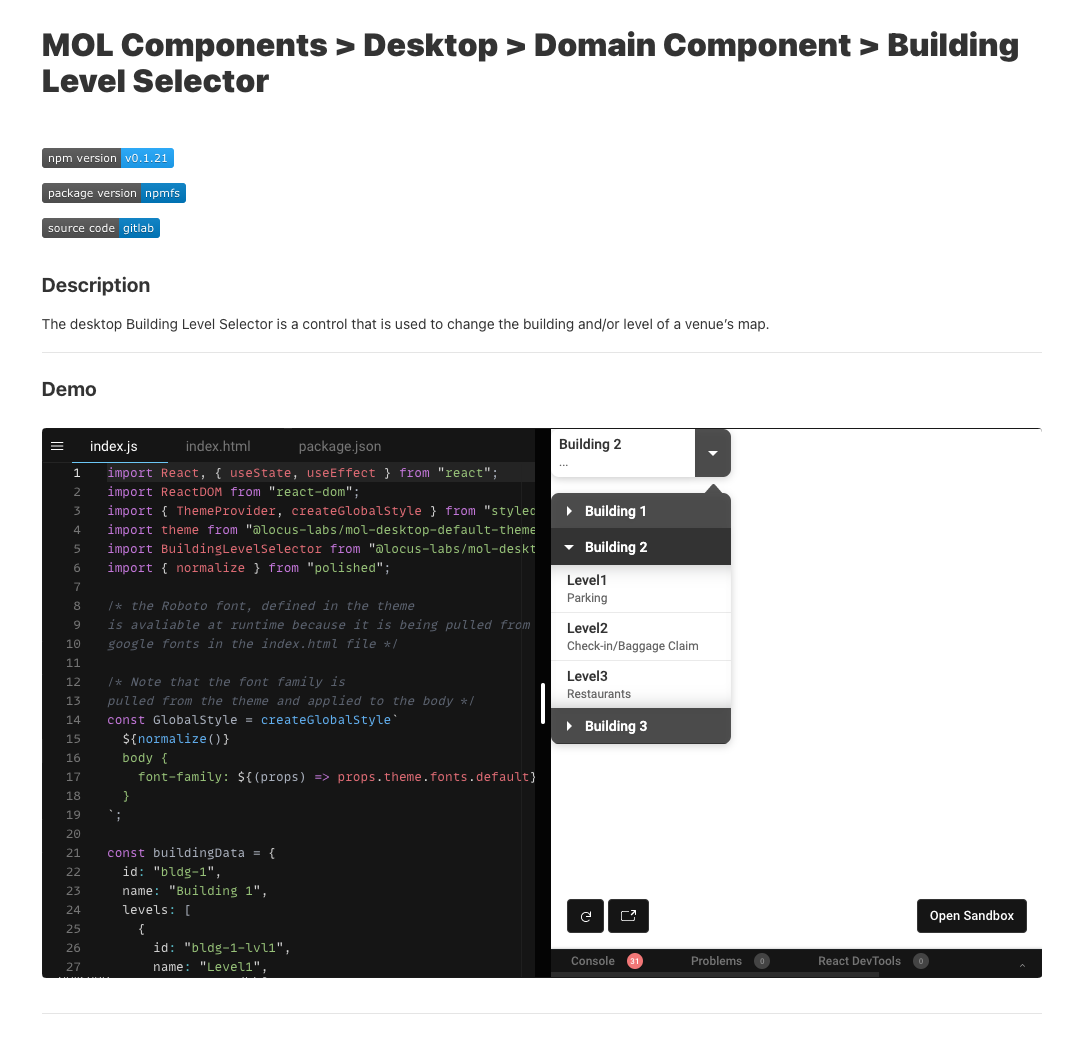 MOL Components > Desktop > Domain Component > Building
Level Selector
npm version v0.1.21
package version npmfs
source code gitlab
Description
The desktop Building Level Selector is a control that is used to change the building and/or level of a venue’s map.
Demo
index.js index.html package.json
1 import React, { useState, useEffect } from "react";
2 import ReactDOM from "react-dom";
3 import { ThemeProvider, createGlobalStyle } from "styled
4 import theme from "@locus-labs/mol-desktop-default-theme
5 import BuildingLevelSelector from "@locus-labs/mol-deskt
6 import { normalize } from "polished";
7
8 /* the Roboto font, defined in the theme
9 is avaliable at runtime because it is being pulled from
10 google fonts in the index.html file */
11
12 /* Note that the font family is
13 pulled from the theme and applied to the body */
14 const GlobalStyle = createGlobalStyle`
15 ${normalize()}
16 body {
17 font-family: ${(props) => props.theme.fonts.default}
18 }
19 `;
20
21 const buildingData = {
22 id: "bldg-1",
23 name: "Building 1",
24 levels: [
25 {
26 id: "bldg-1-lvl1",
27 name: "Level1",
Building 2
...
Building 1
Building 2
Level1
Parking
Level2
Check-in/Baggage Claim
Level3
Restaurants
Building 3
Open Sandbox
Console 31 Problems 0 React DevTools 0